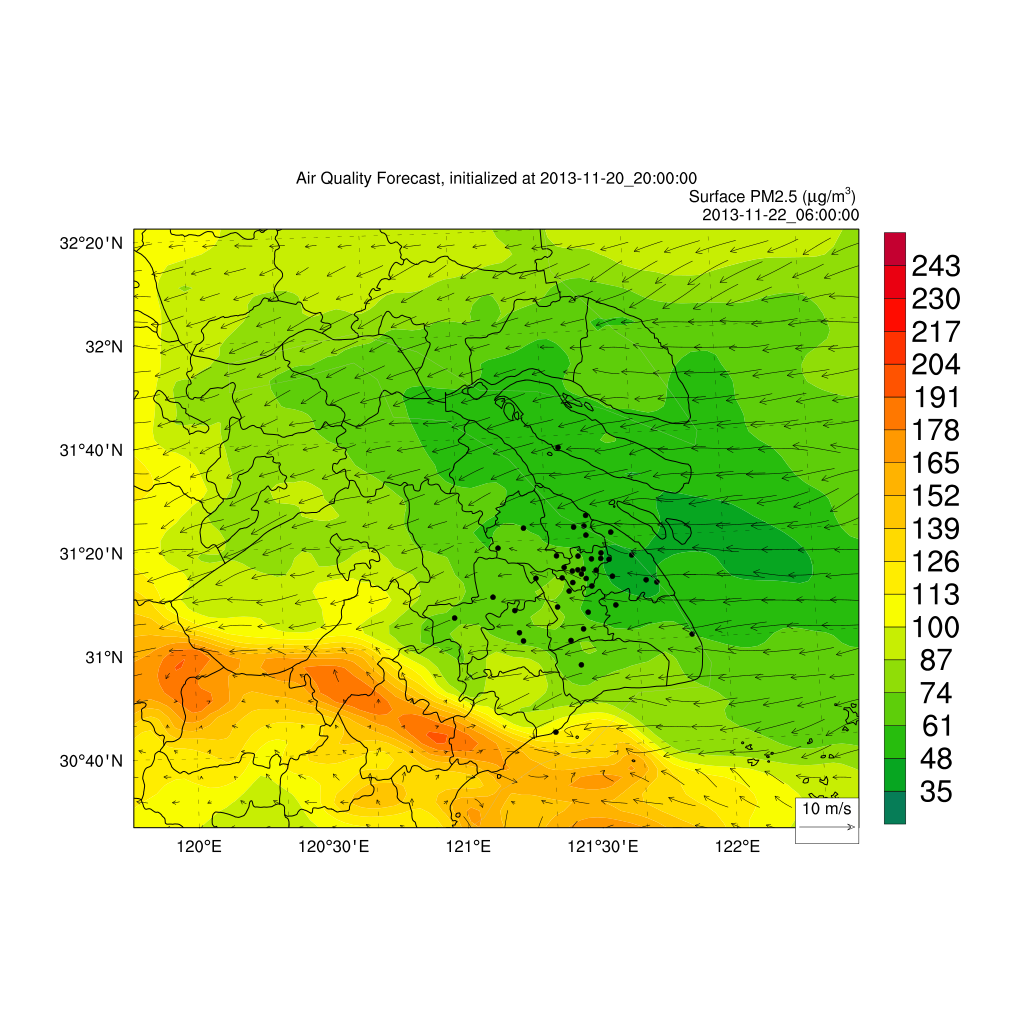 Air Quality Forecast, initialized at 2013-11-20_20:00:00
Surface PM2.5 (μg/m³)
2013-11-22_06:00:00
32°20'N
32°N
31°40'N
31°20'N
31°N
30°40'N
120°E
120°30'E
121°E
121°30'E
122°E
10 m/s
243
230
217
204
191
178
165
152
139
126
113
100
87
74
61
48
35